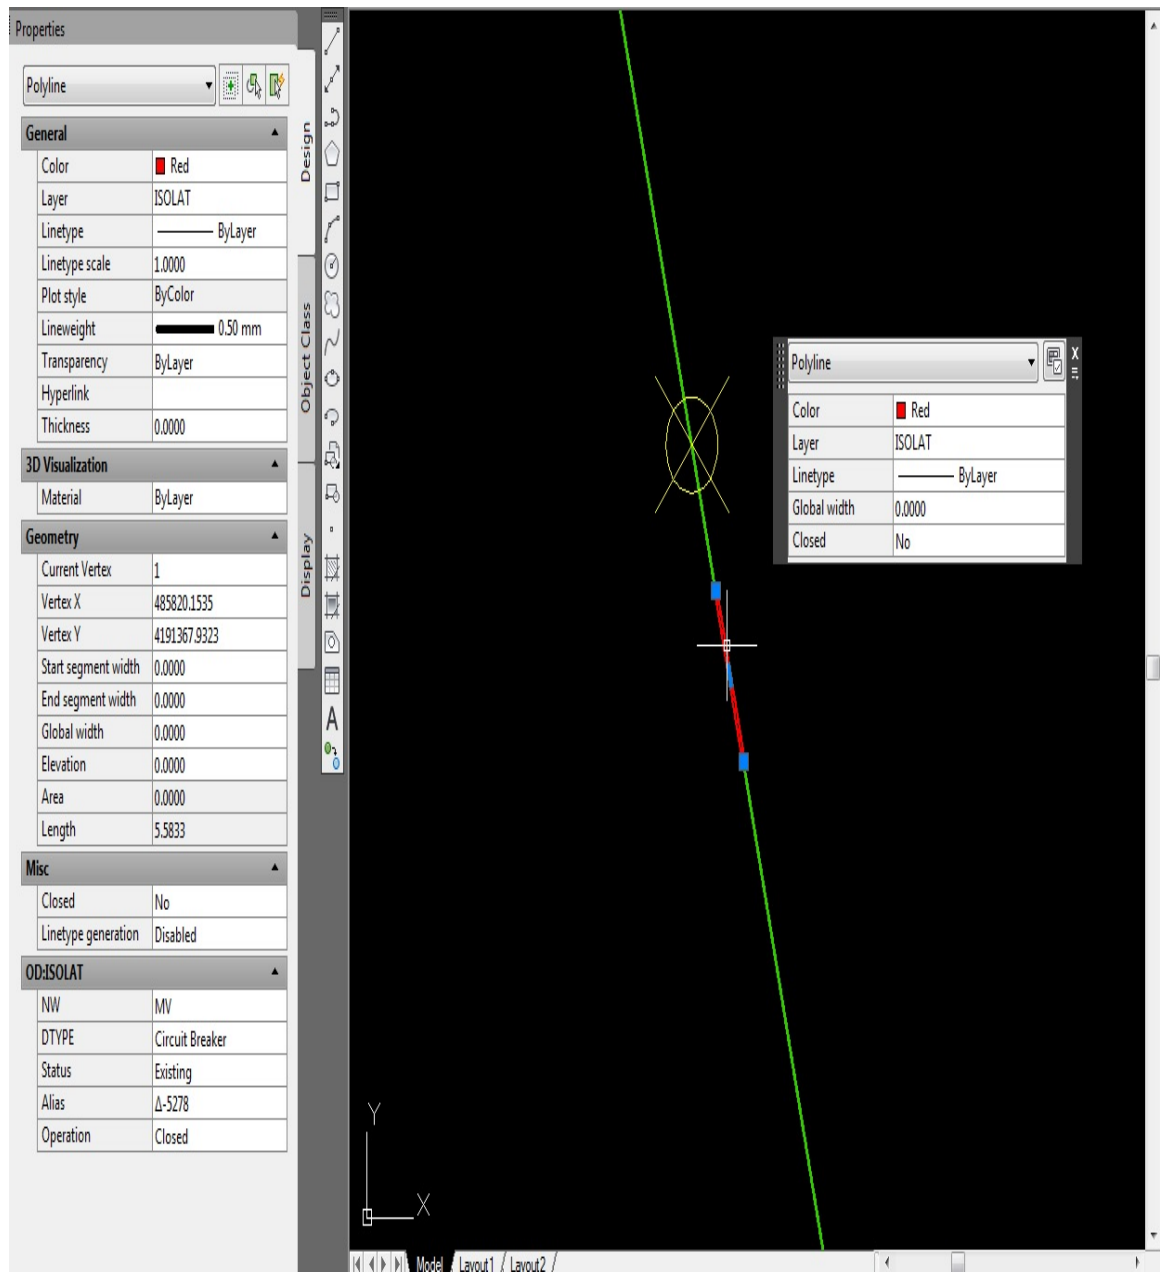 Properties
Polyline
General
Color Red
Layer ISOLAT
Linetype ByLayer
Linetype scale 1.0000
Plot style ByColor
Lineweight 0.50 mm
Transparency ByLayer
Hyperlink
Thickness 0.0000
3D Visualization
Material ByLayer
Geometry
Current Vertex 1
Vertex X 485820.1535
Vertex Y 4191367.9323
Start segment width 0.0000
End segment width 0.0000
Global width 0.0000
Elevation 0.0000
Area 0.0000
Length 5.5833
Misc
Closed No
Linetype generation Disabled
OD:ISOLAT
NW MV
DTYPE Circuit Breaker
Status Existing
Alias Δ-5278
Operation Closed
Design
Object Class
Display
A
Polyline
Color Red
Layer ISOLAT
Linetype ByLayer
Global width 0.0000
Closed No
Y
X
Model Layout1 Layout2